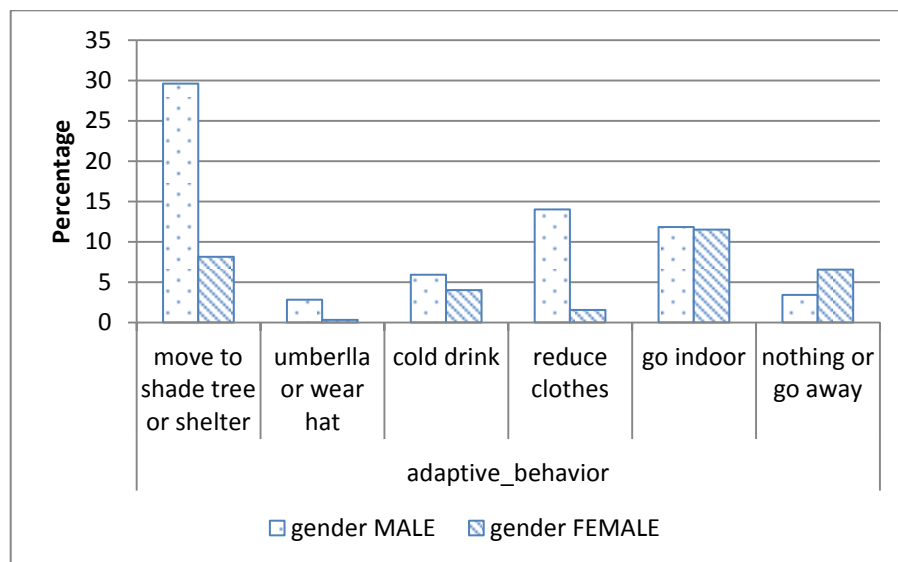 35
30
25
20
15
10
5
0
Percentage
move to
shade tree
or shelter
umberlla
or wear
hat
cold drink
reduce
clothes
go indoor
nothing or
go away
adaptive_behavior
gender MALE
gender FEMALE